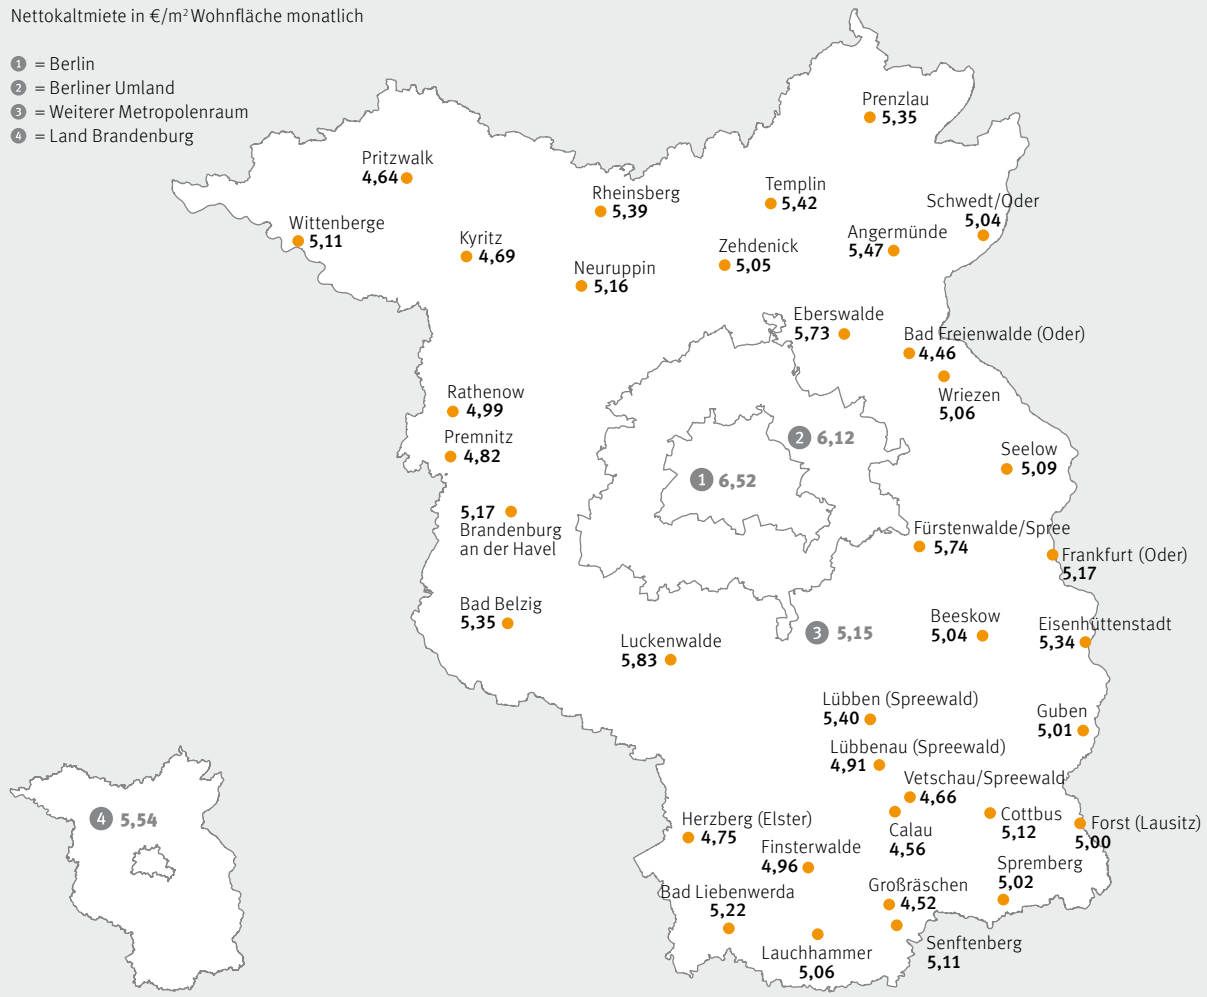 Nettokaltmiete in €/m² Wohnfläche monatlich
1 = Berlin
2 = Berliner Umland
3 = Weiterer Metropolenraum
4 = Land Brandenburg
Prenzlau
5,35
Pritzwalk
4,64
Rheinsberg
5,39
Templin
5,42
Schwedt/Oder
5,04
Wittenberge
5,11
Kyritz
4,69
Neuruppin
5,16
Zehdenick
5,05
Angermünde
5,47
Eberswalde
5,73
Bad Freienwalde (Oder)
4,46
Wriezen
5,06
Rathenow
4,99
Premnitz
4,82
2 6,12
1 6,52
Seelow
5,09
5,17
Brandenburg
an der Havel
Fürstenwalde/Spree
5,74
Frankfurt (Oder)
5,17
Bad Belzig
5,35
Luckenwalde
5,83
3 5,15
Beeskow
5,04
Eisenhüttenstadt
5,34
Lübben (Spreewald)
5,40
Guben
5,01
Lübbenau (Spreewald)
4,91
Vetschau/Spreewald
4,66
Calau
4,56
Cottbus
5,12
Forst (Lausitz)
5,00
4 5,54
Herzberg (Elster)
4,75
Finsterwalde
4,96
Spremberg
5,02
Bad Liebenwerda
5,22
Großräschen
4,52
Lauchhammer
5,06
Senftenberg
5,11